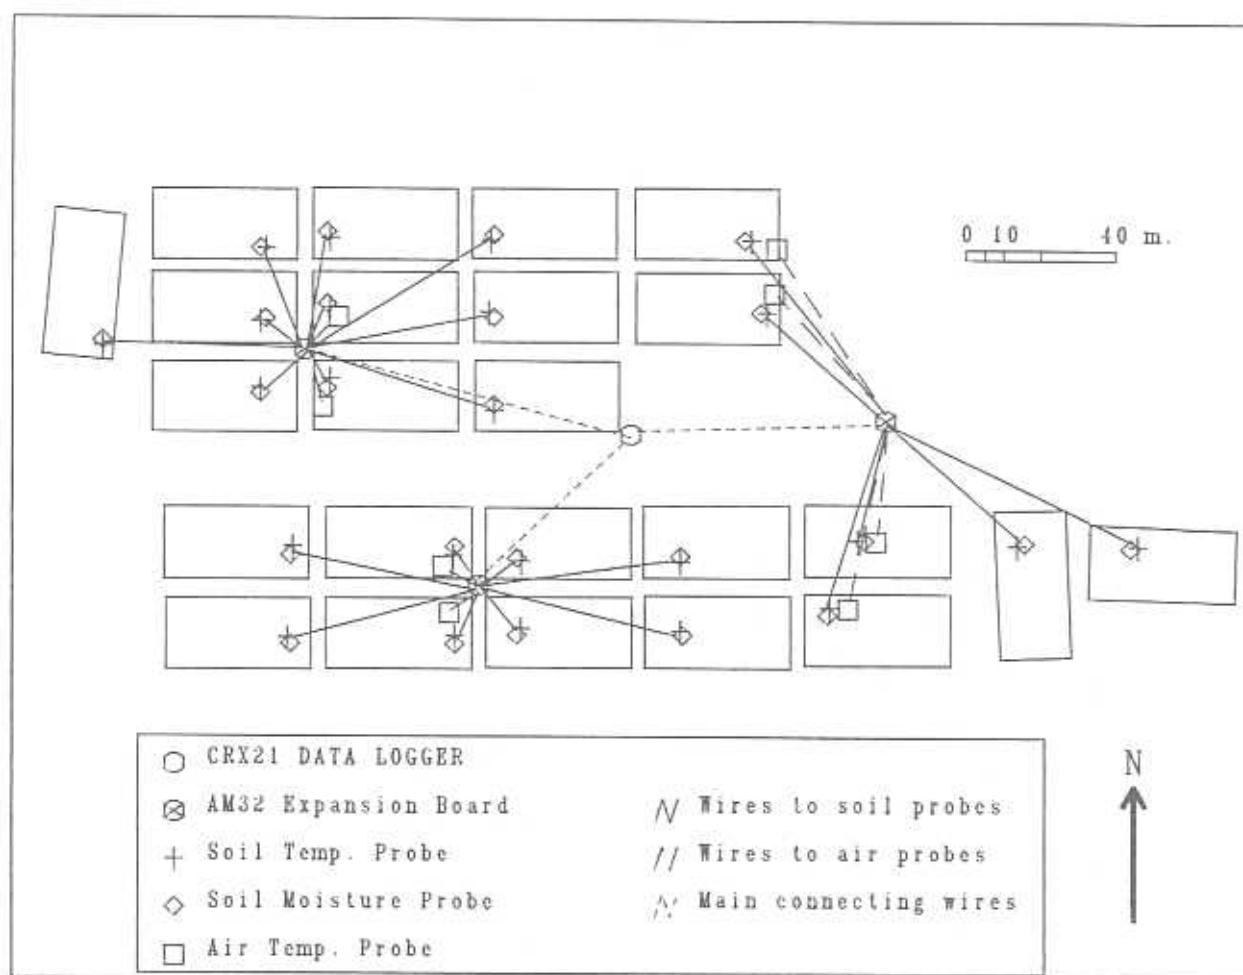 0 10 40 m.
CRX21 DATA LOGGER
AM32 Expansion Board
Soil Temp. Probe
Soil Moisture Probe
Air Temp. Probe
Wires to soil probes
Wires to air probes
Main connecting wires
N